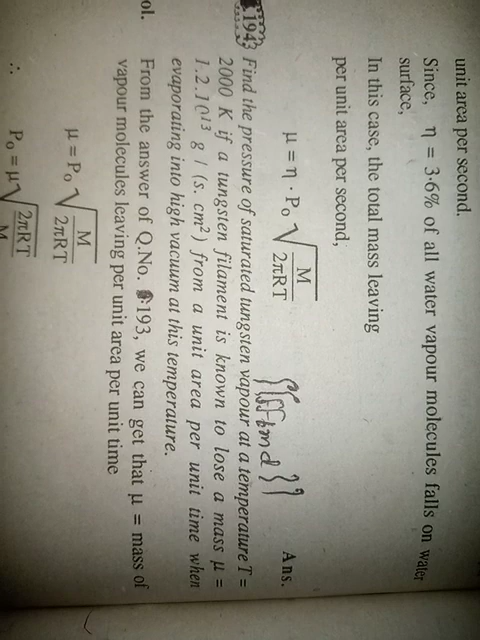 unit area per second.
Since, η = 3·6% of all water vapour molecules falls on water
surface,
In this case, the total mass leaving
per unit area per second,
μ = η · P₀ √(M / 2πRT)
Ans.
1943 Find the pressure of saturated tungsten vapour at a temperature T =
2000 K if a tungsten filament is known to lose a mass μ =
1.2.10¹³ g / (s. cm²) from a unit area per unit time when
evaporating into high vacuum at this temperature.
ol. From the answer of Q.No. 193, we can get that μ = mass of
vapour molecules leaving per unit area per unit time
μ = P₀ √(M / 2πRT)
∴ P₀ = μ √(2πRT / M)